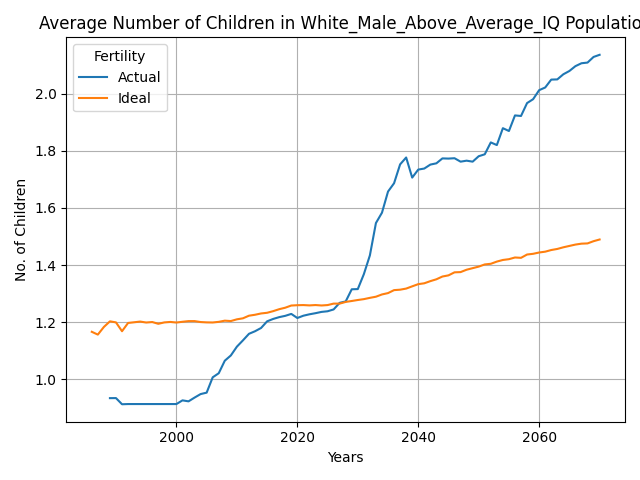 Average Number of Children in White_Male_Above_Average_IQ Populatio
Fertility
Actual
Ideal
2.0
1.8
1.6
1.4
1.2
1.0
No. of Children
2000 2020 2040 2060
Years